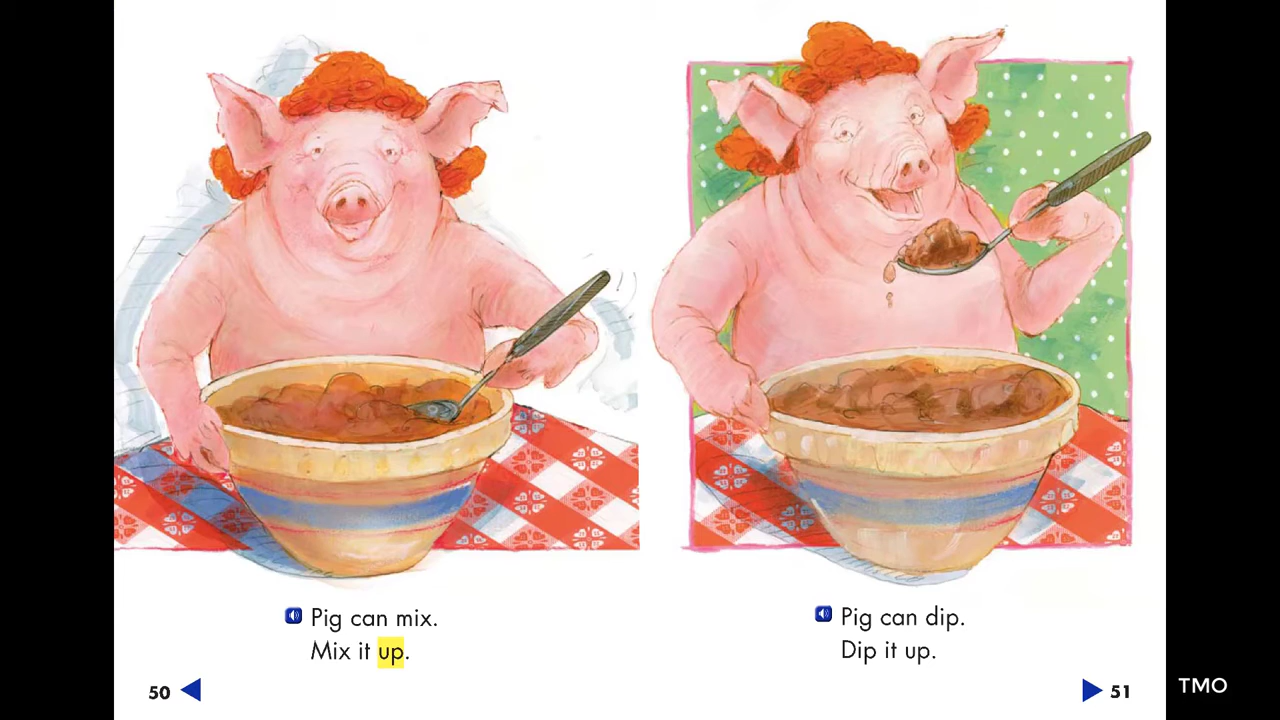 Pig can mix.
Mix it up.
50
Pig can dip.
Dip it up.
51
TMO